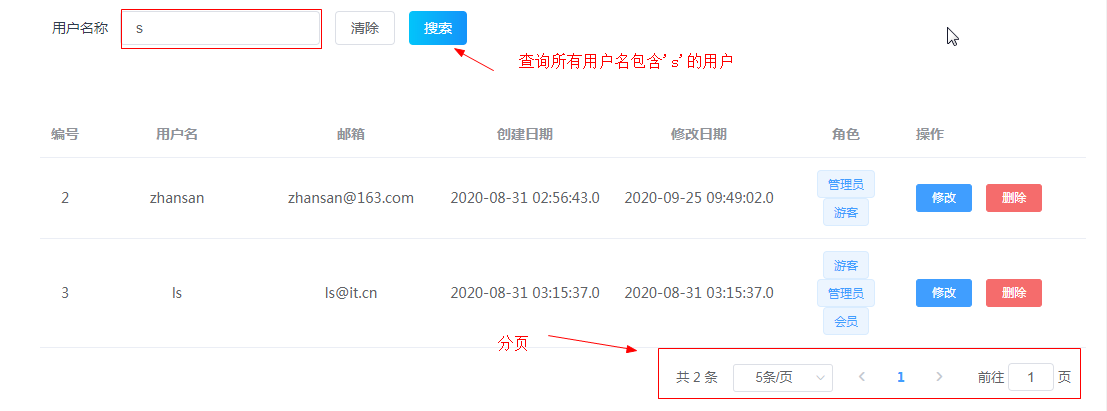 用户名称 s 清除 搜索
查询所有用户名包含's'的用户
编号 用户名 邮箱 创建日期 修改日期 角色 操作
管理员
2 zhansan zhansan@163.com 2020-08-31 02:56:43.0 2020-09-25 09:49:02.0 修改 删除
游客
游客
3 ls ls@it.cn 2020-08-31 03:15:37.0 2020-08-31 03:15:37.0 管理员 修改 删除
会员
分页
共 2 条 5条/页 1 前往 1 页